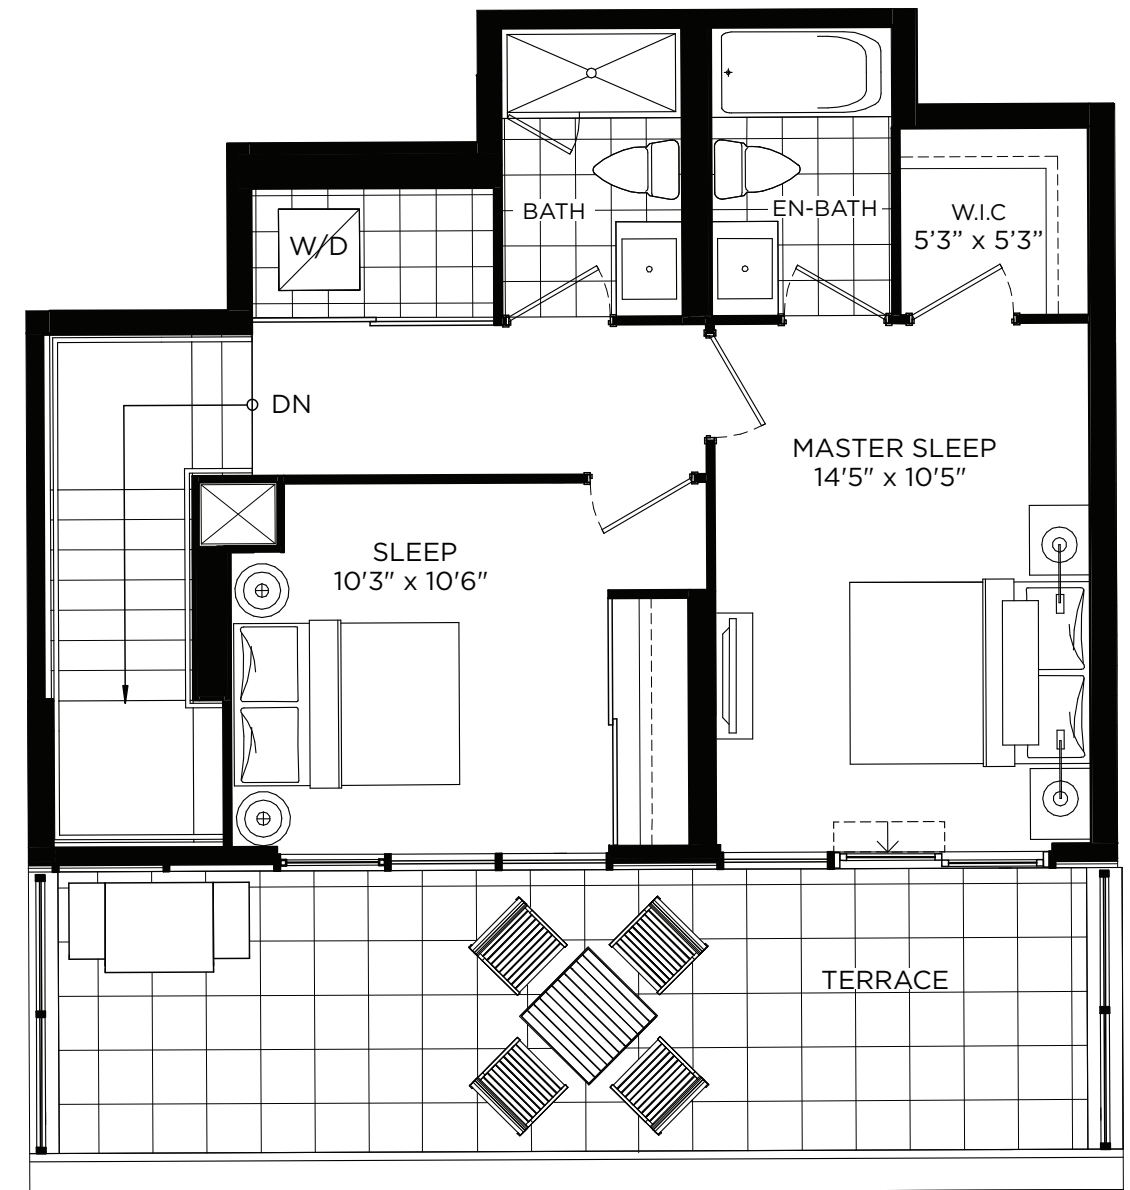 BATH
EN-BATH
W.I.C
5’3” x 5’3”
W/D
DN
MASTER SLEEP
14'5" x 10'5"
SLEEP
10'3" x 10'6"
TERRACE